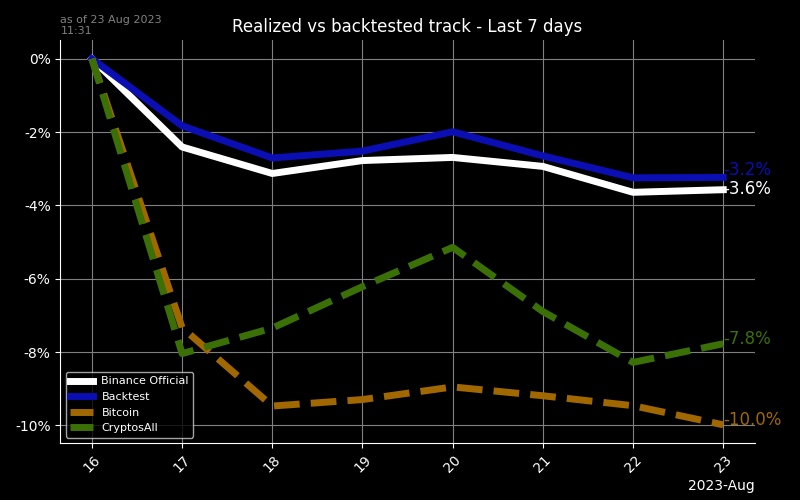 as of 23 Aug 2023
11:31
Realized vs backtested track - Last 7 days
0%
-2%
-4%
-6%
-8%
-10%
-3.2%
-3.6%
-7.8%
-10.0%
Binance Official
Backtest
Bitcoin
CryptosAll
16
17
18
19
20
21
22
23
2023-Aug